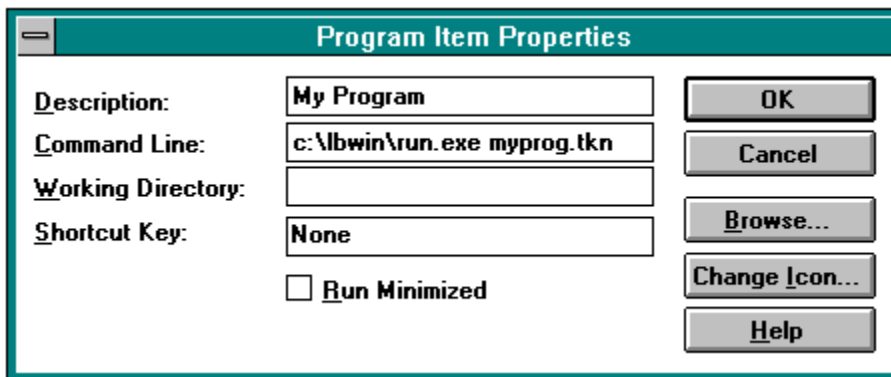 Program Item Properties
Description: My Program OK
Command Line: c:\lbwin\run.exe myprog.tkn Cancel
Working Directory:
Shortcut Key: None Browse...
Run Minimized Change Icon...
Help